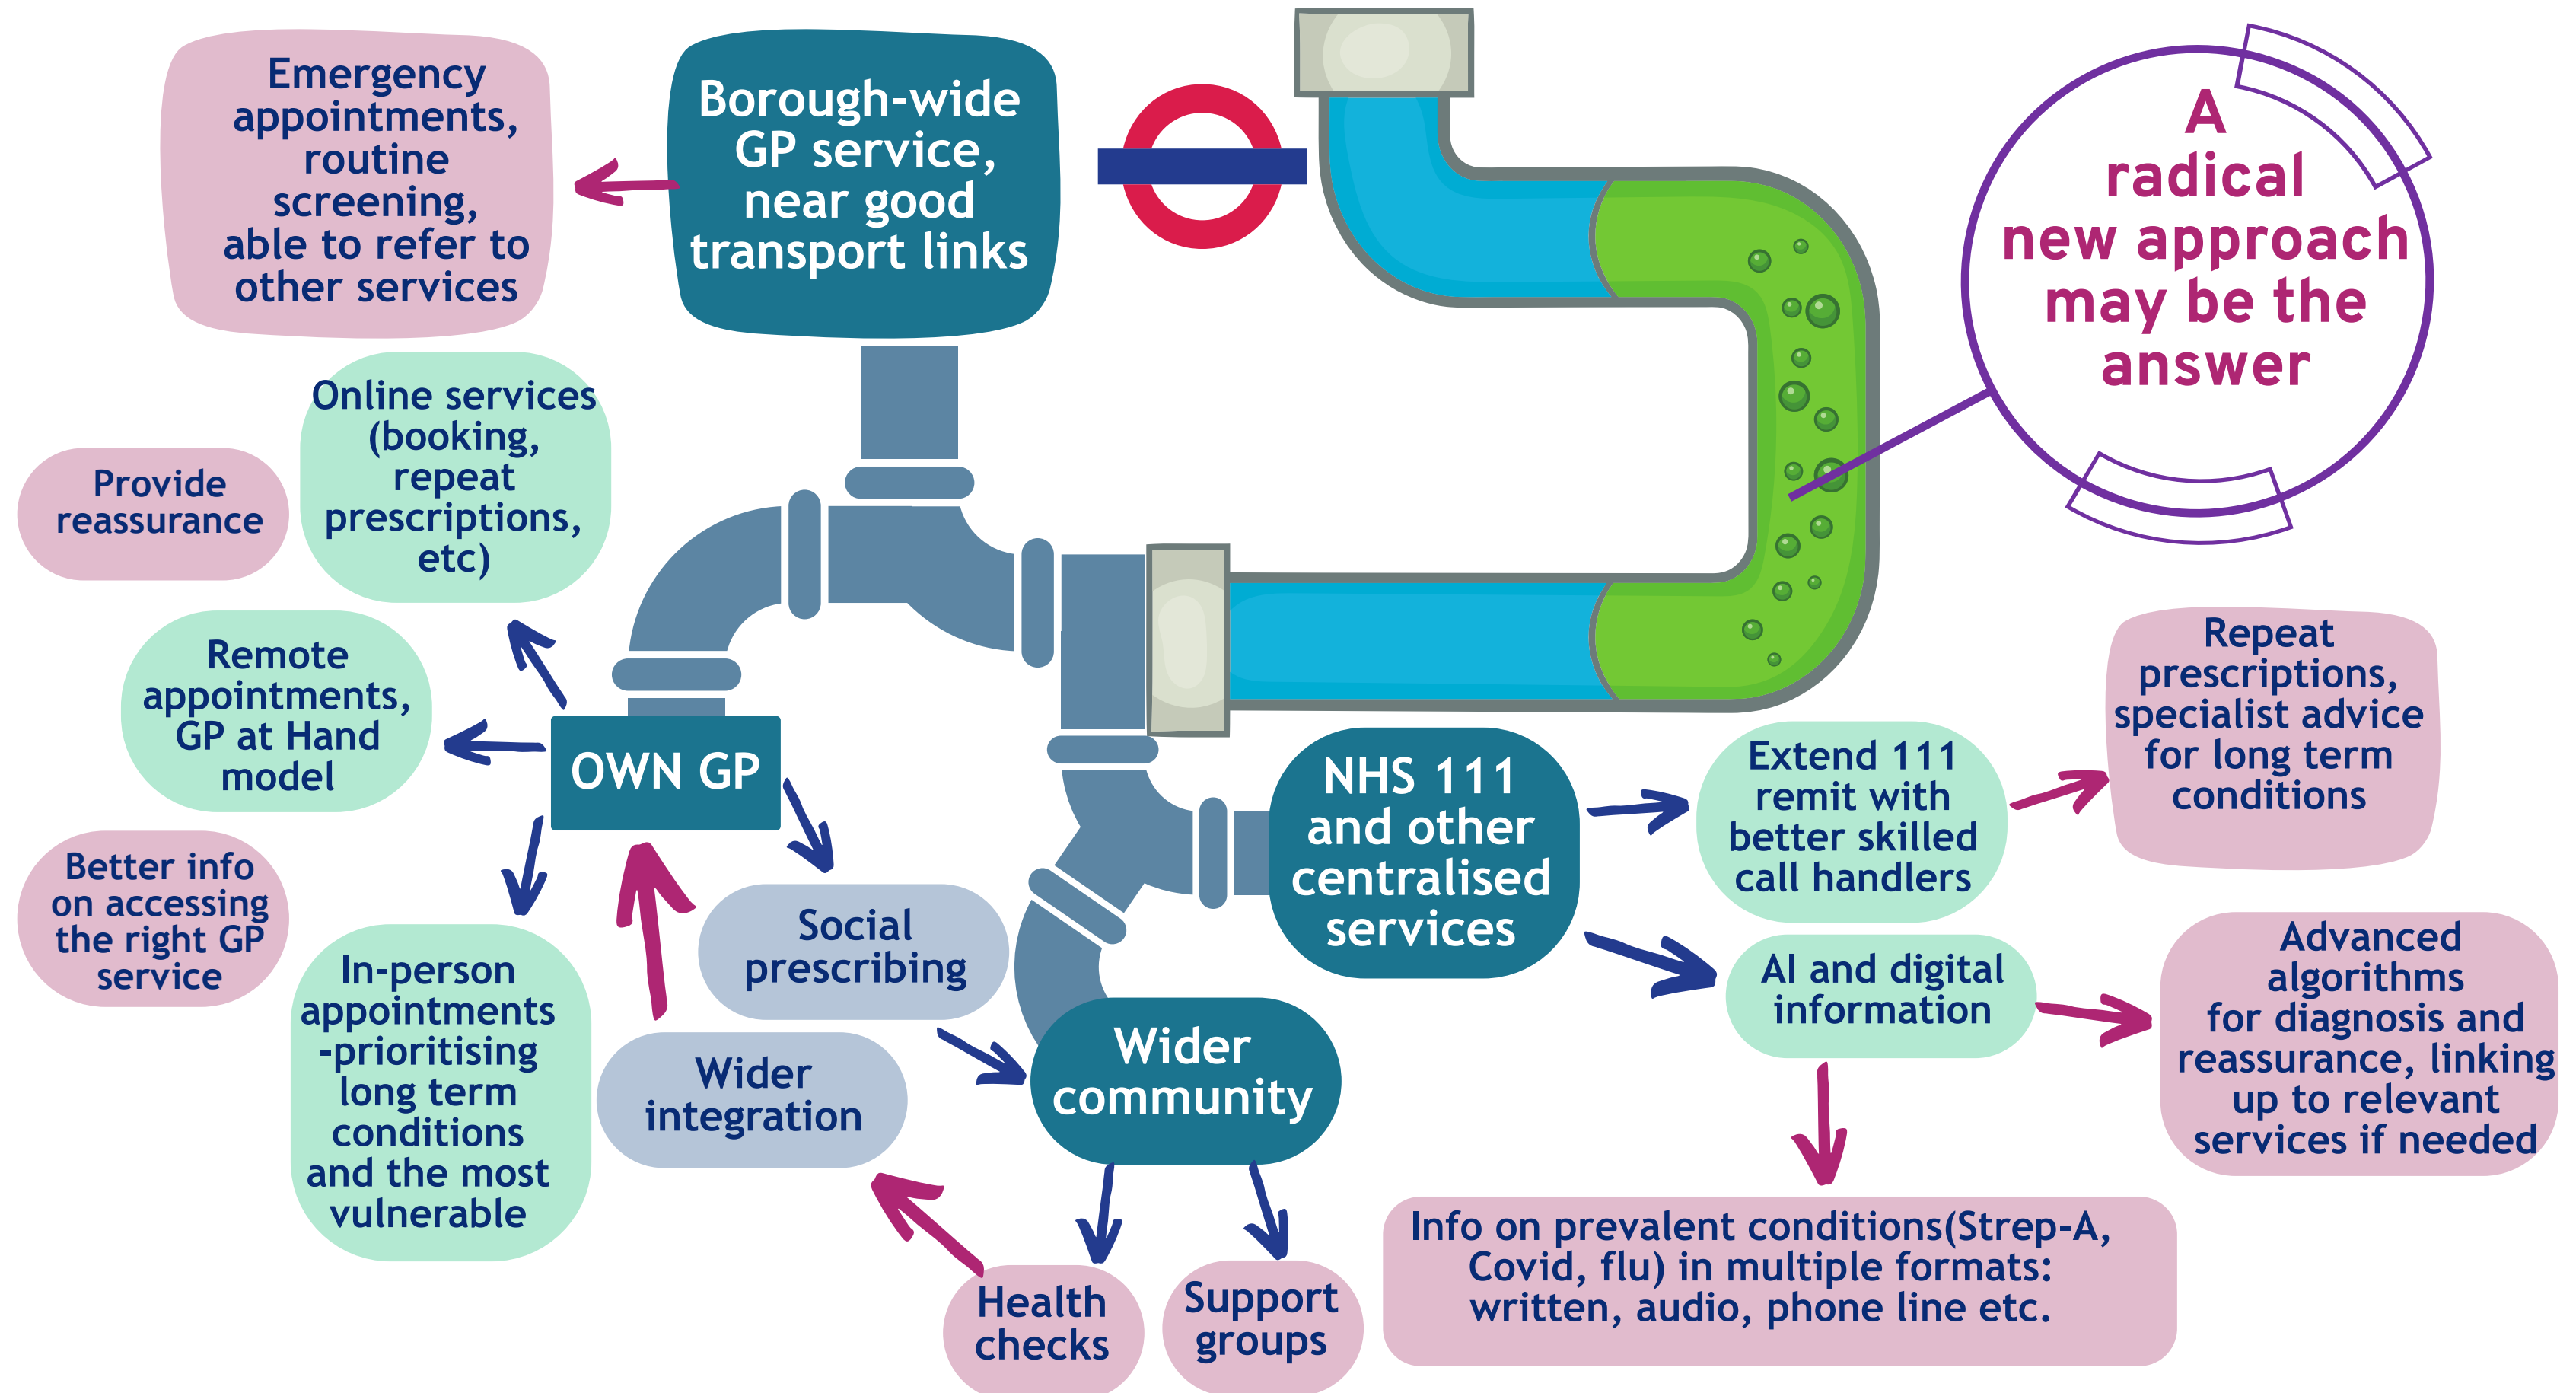 Emergency
appointments,
routine
screening,
able to refer to
other services
Borough-wide
GP service,
near good
transport links
A
radical
new approach
may be the
answer
Online services
(booking,
repeat
prescriptions,
etc)
Provide
reassurance
Remote
appointments,
GP at Hand
model
OWN GP
Better info
on accessing
the right GP
service
In-person
appointments
-prioritising
long term
conditions
and the most
vulnerable
Social
prescribing
Wider
integration
Wider
community
Health
checks
Support
groups
NHS 111
and other
centralised
services
Extend 111
remit with
better skilled
call handlers
Repeat
prescriptions,
specialist advice
for long term
conditions
AI and digital
information
Advanced
algorithms
for diagnosis and
reassurance, linking
up to relevant
services if needed
Info on prevalent conditions(Strep-A,
Covid, flu) in multiple formats:
written, audio, phone line etc.